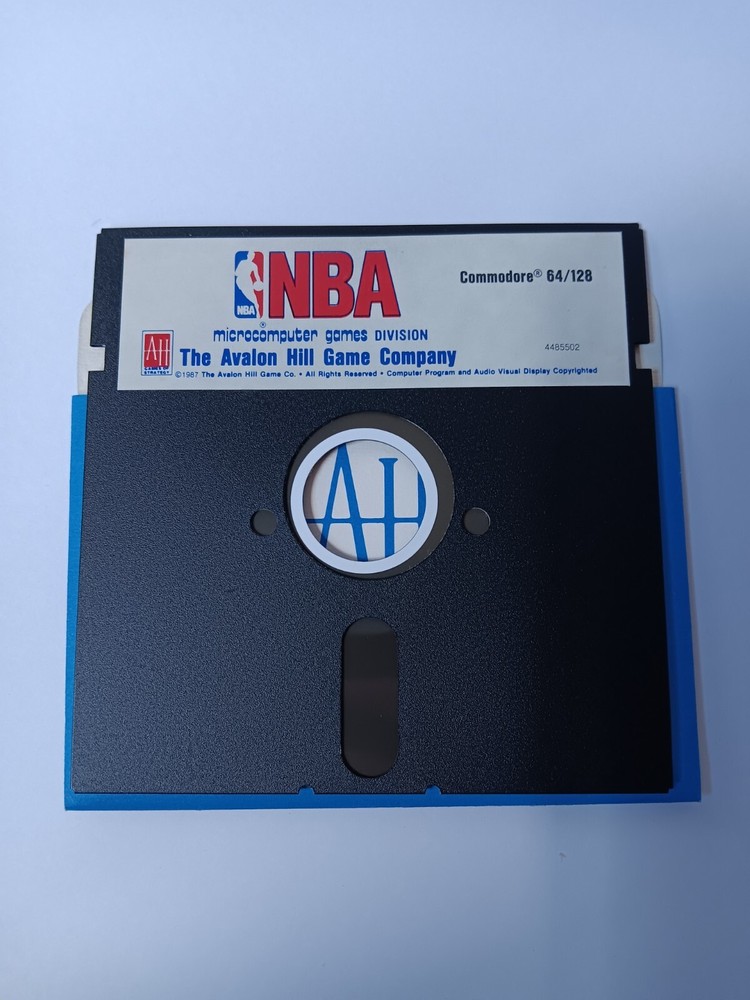 NBA
NBA
Commodore® 64/128
microcomputer games® DIVISION
4485502
AH
GAMES OF
STRATEGY
The Avalon Hill Game Company
©1987 The Avalon Hill Game Co. • All Rights Reserved • Computer Program and Audio Visual Display Copyrighted
AH